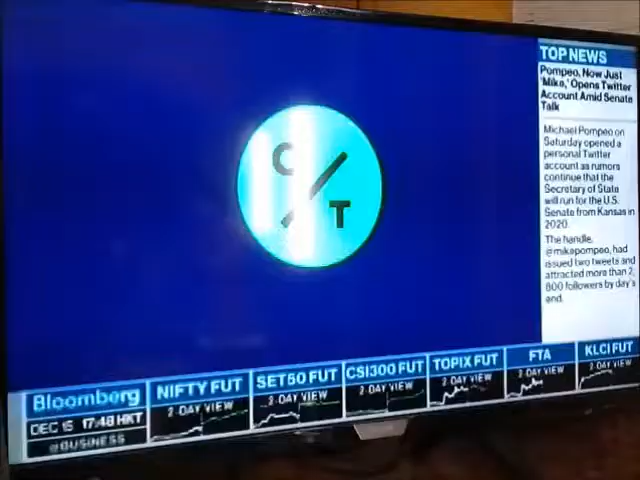 C/T
TOP NEWS
Pompeo, Now Just
'Mike,' Opens Twitter
Account Amid Senate
Talk
Michael Pompeo on
Saturday opened a
personal Twitter
account as rumors
continue that the
Secretary of State
will run for the U.S.
Senate from Kansas in
2020.
The handle,
@mikepompeo, had
issued two tweets and
attracted more than 2,
800 followers by day's
end.
Bloomberg
DEC 15 17:48 HKT
@BUSINESS
NIFTY FUT
2-DAY VIEW
SET50 FUT
2-DAY VIEW
CSI300 FUT
2-DAY VIEW
TOPIX FUT
2-DAY VIEW
FTA
2-DAY VIEW
KLCI FUT
2-DAY VIEW